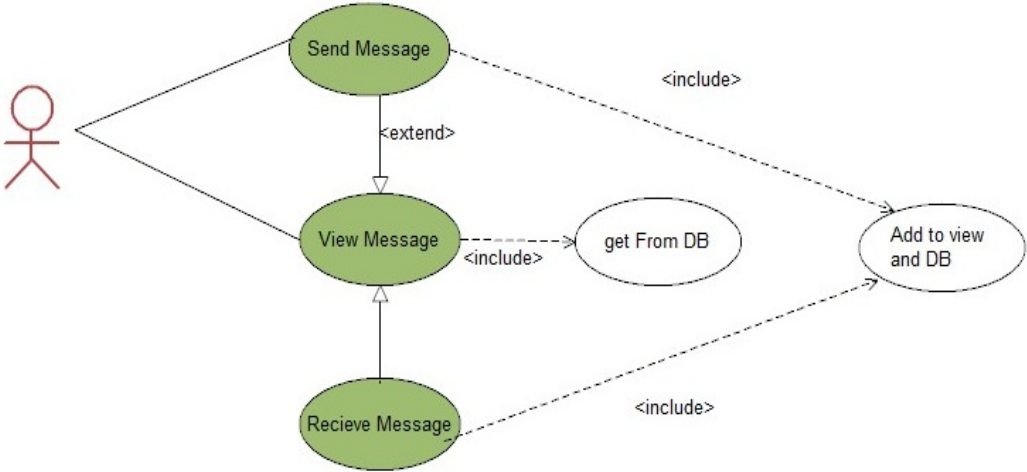 Send Message
<include>
<extend>
View Message
<include>
get From DB
Add to view
and DB
Recieve Message
<include>